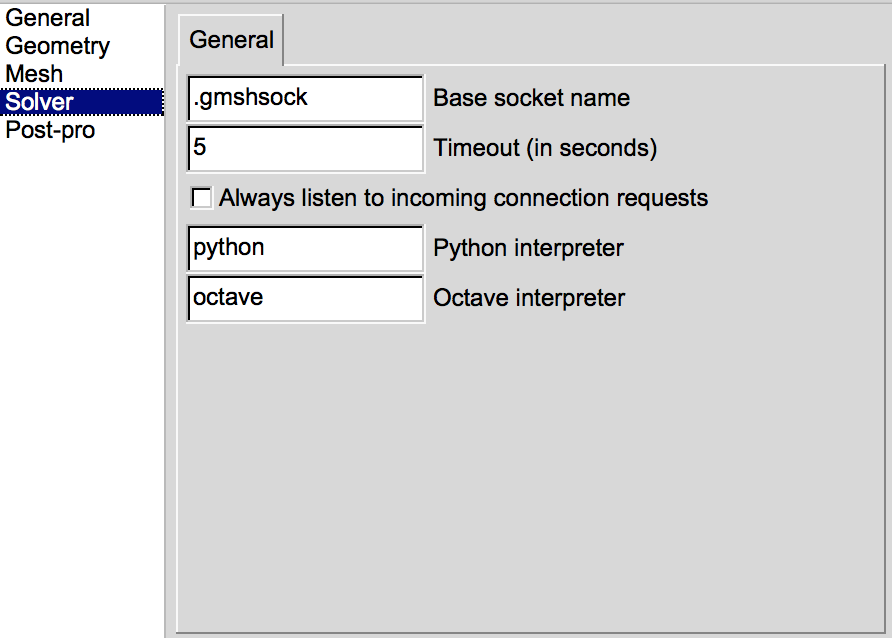 General
Geometry
Mesh
Solver
Post-pro
General
.gmshsock Base socket name
5 Timeout (in seconds)
Always listen to incoming connection requests
python Python interpreter
octave Octave interpreter